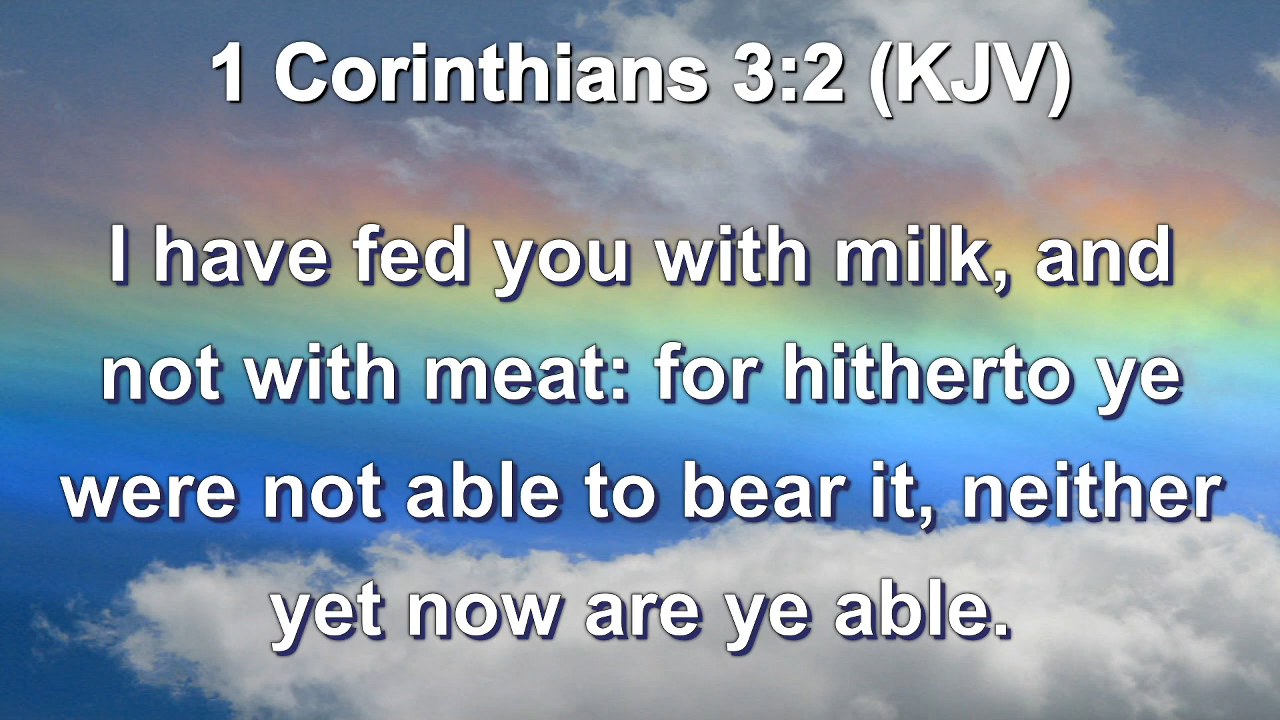 1 Corinthians 3:2 (KJV)
I have fed you with milk, and
not with meat: for hitherto ye
were not able to bear it, neither
yet now are ye able.